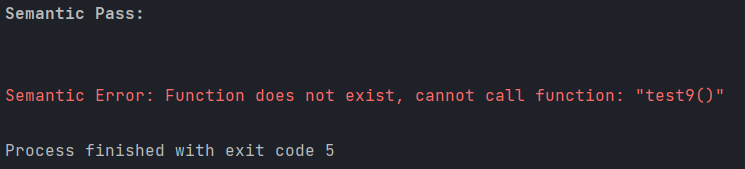 Semantic Pass:
Semantic Error: Function does not exist, cannot call function: "test9()"
Process finished with exit code 5